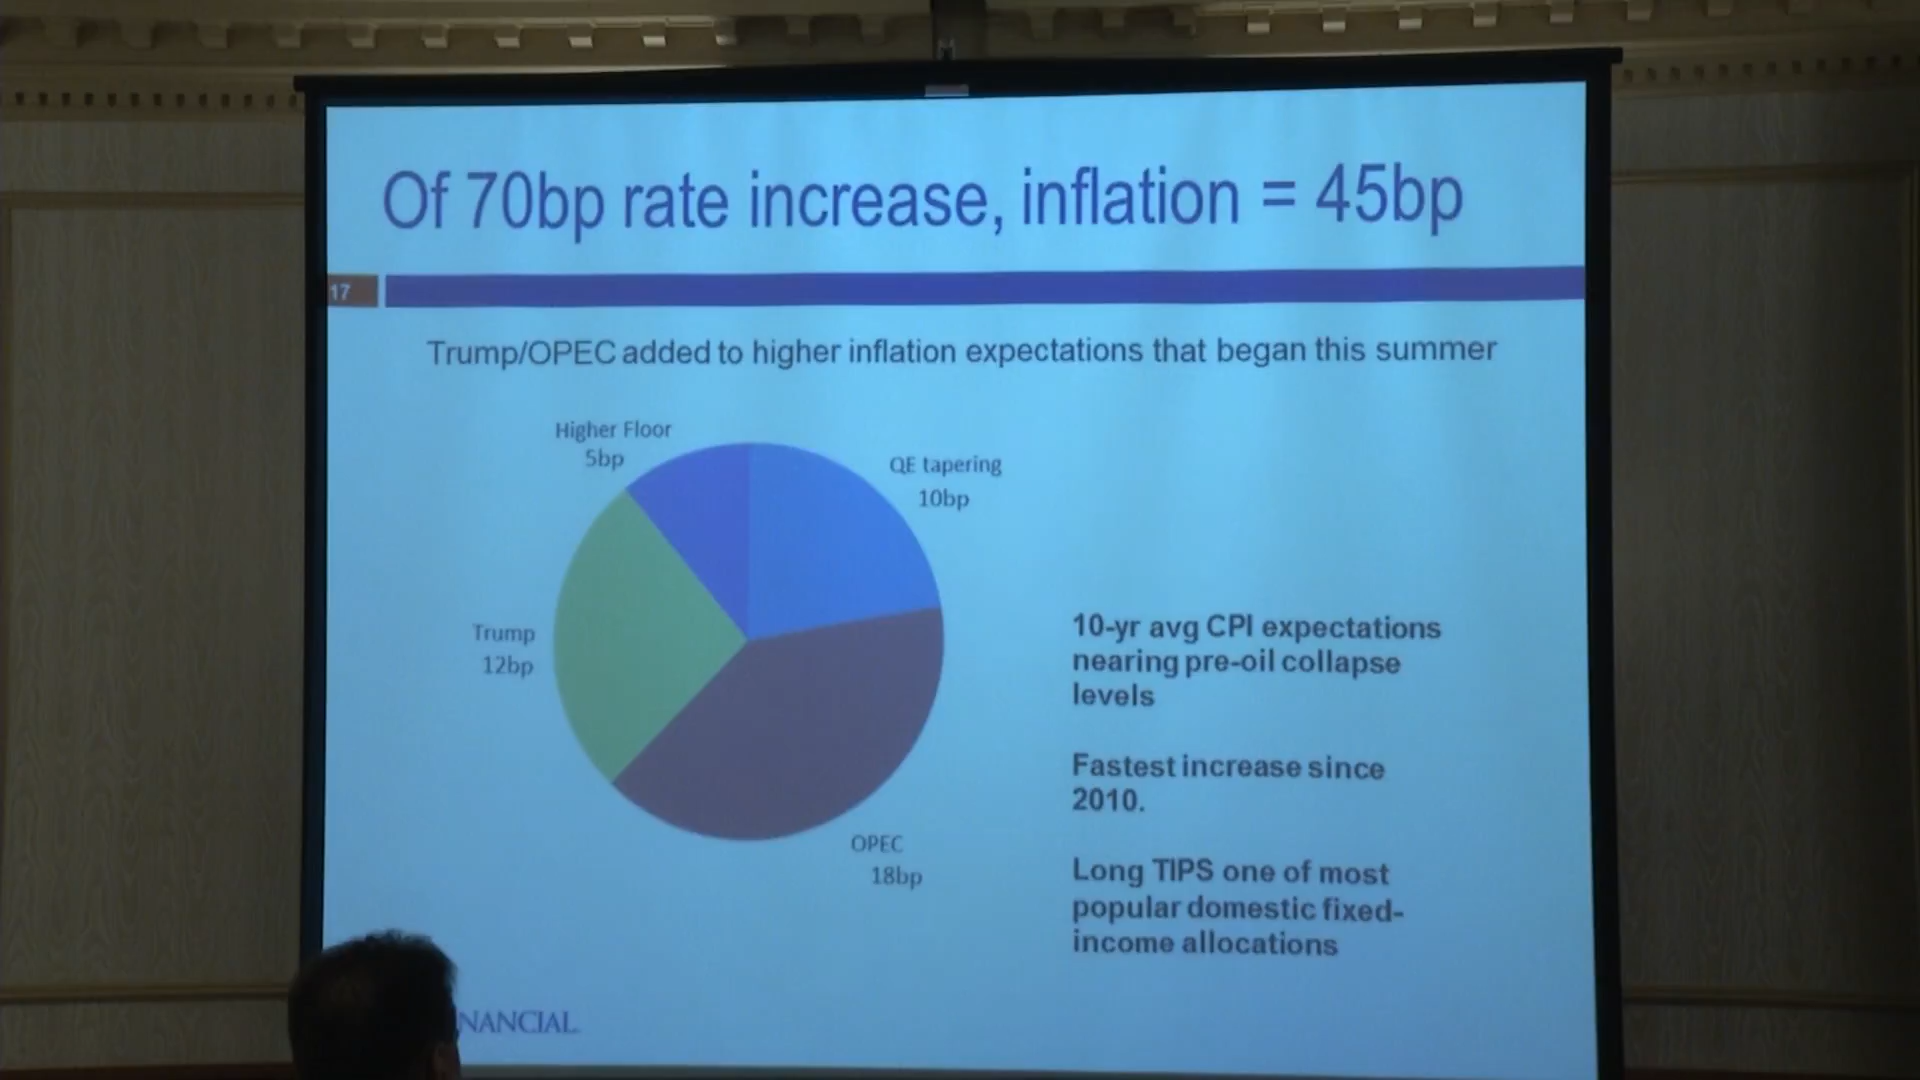 Of 70bp rate increase, inflation = 45bp
17
Trump/OPEC added to higher inflation expectations that began this summer
Higher Floor
5bp
QE tapering
10bp
Trump
12bp
OPEC
18bp
10-yr avg CPI expectations
nearing pre-oil collapse
levels
Fastest increase since
2010.
Long TIPS one of most
popular domestic fixed-
income allocations